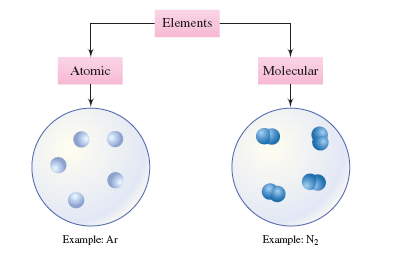 Elements
Atomic
Molecular
Example: Ar
Example: N₂